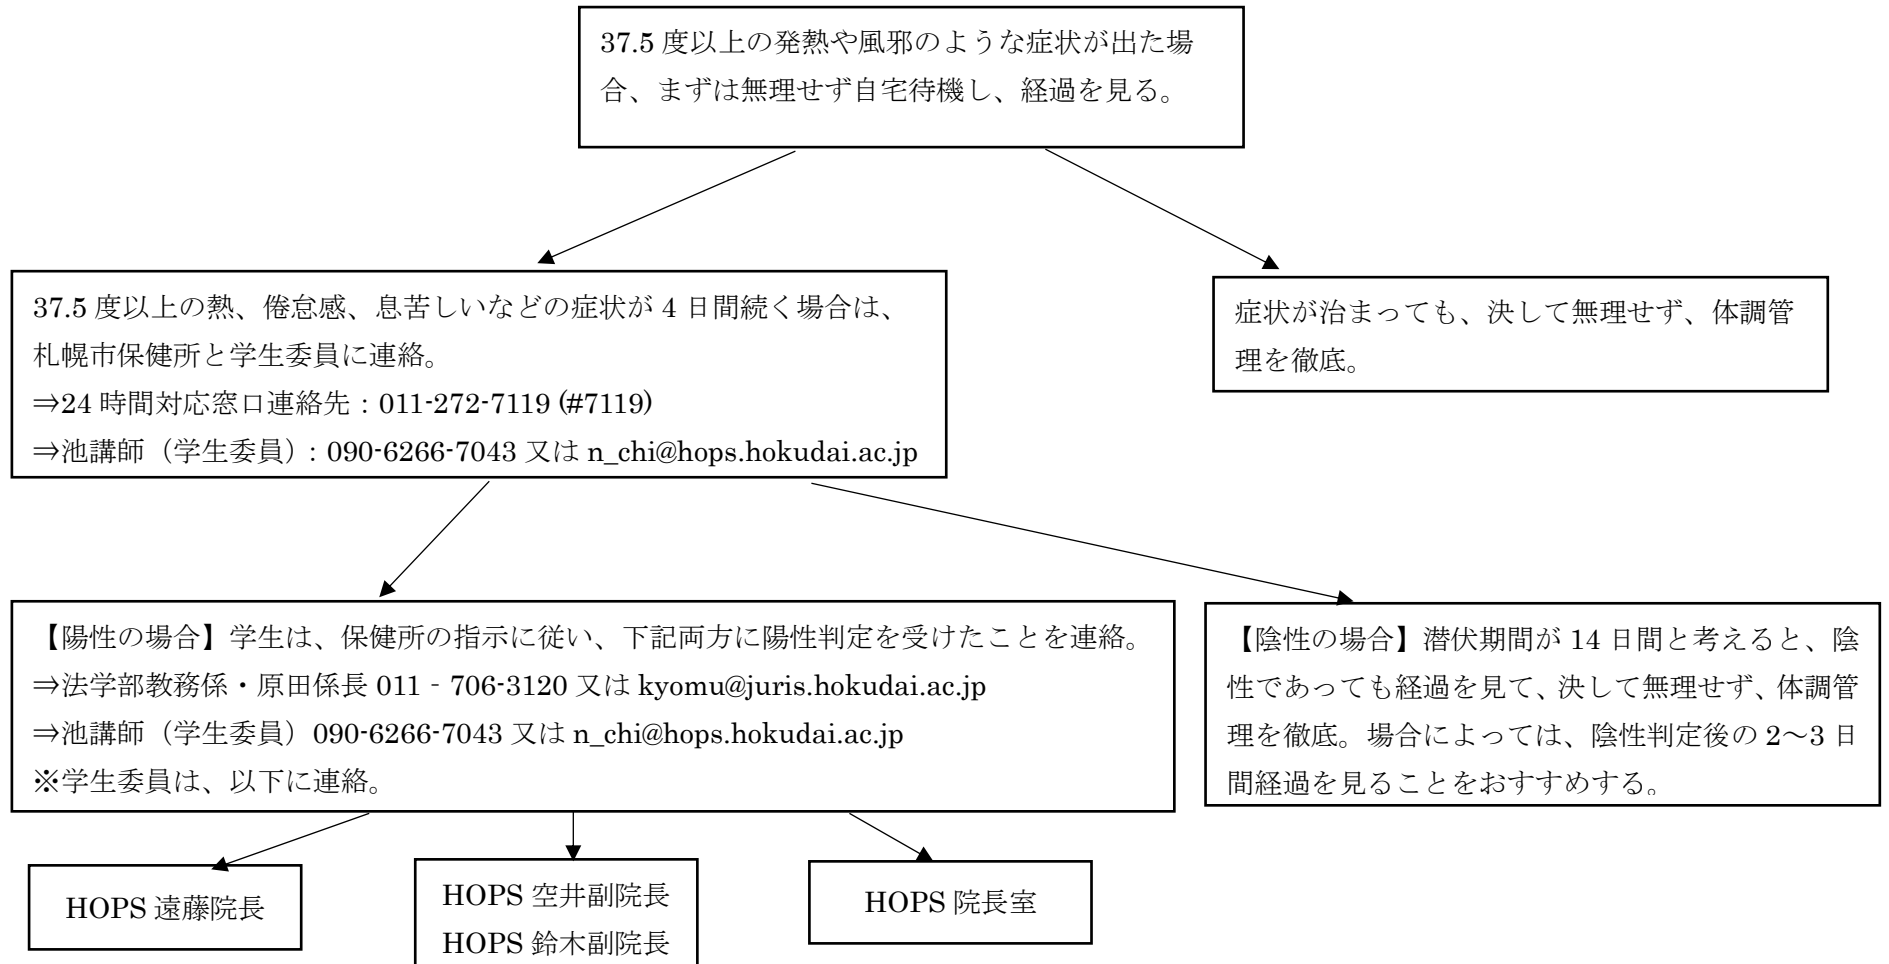 37.5 度以上の発熱や風邪のような症状が出た場
合、まずは無理せず自宅待機し、経過を見る。
37.5 度以上の熱、倦怠感、息苦しいなどの症状が 4 日間続く場合は、
札幌市保健所と学生委員に連絡。
⇒24 時間対応窓口連絡先：011-272-7119 (#7119)
⇒池講師（学生委員）: 090-6266-7043 又は n_chi@hops.hokudai.ac.jp
症状が治まっても、決して無理せず、体調管
理を徹底。
【陽性の場合】学生は、保健所の指示に従い、下記両方に陽性判定を受けたことを連絡。
⇒法学部教務係・原田係長 011‐706-3120 又は kyomu@juris.hokudai.ac.jp
⇒池講師（学生委員）090-6266-7043 又は n_chi@hops.hokudai.ac.jp
※学生委員は、以下に連絡。
【陰性の場合】潜伏期間が 14 日間と考えると、陰
性であっても経過を見て、決して無理せず、体調管
理を徹底。場合によっては、陰性判定後の 2～3 日
間経過を見ることをおすすめする。
HOPS 遠藤院長
HOPS 空井副院長
HOPS 鈴木副院長
HOPS 院長室